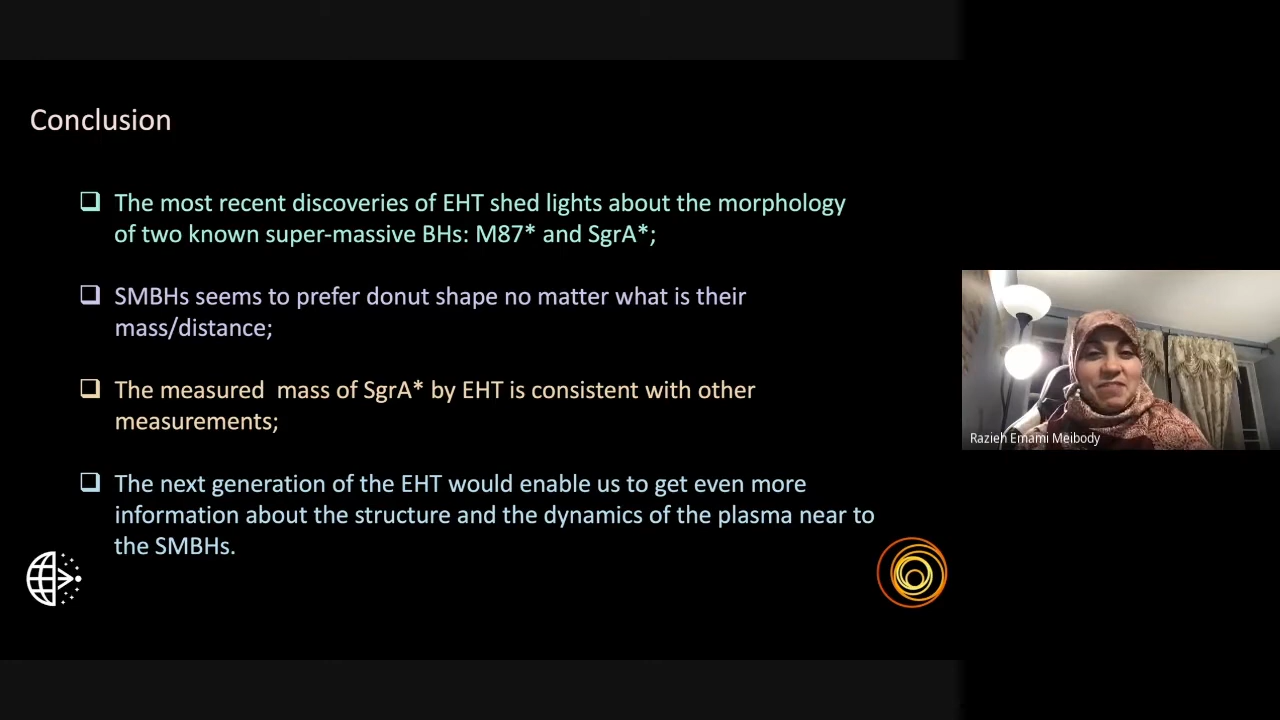 Conclusion
❑ The most recent discoveries of EHT shed lights about the morphology
of two known super-massive BHs: M87* and SgrA*;
❑ SMBHs seems to prefer donut shape no matter what is their
mass/distance;
❑ The measured  mass of SgrA* by EHT is consistent with other
measurements;
❑ The next generation of the EHT would enable us to get even more
information about the structure and the dynamics of the plasma near to
the SMBHs.
Razieh Emami Meibody